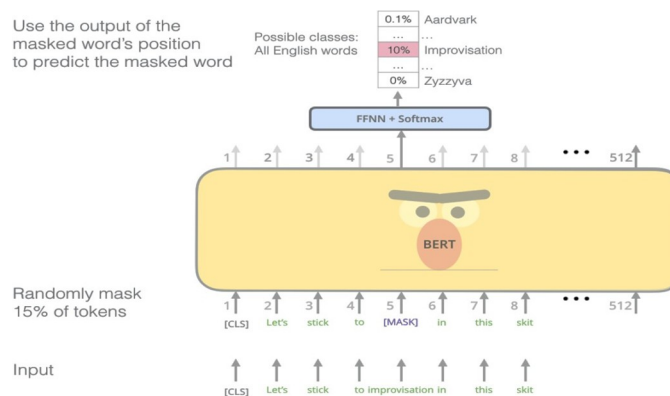 Use the output of the
masked word's position
to predict the masked word
Possible classes:
All English words
0.1% Aardvark
... ...
10% Improvisation
... ...
0% Zyzzyva
FFNN + Softmax
1 2 3 4 5 6 7 8 ••• 512
BERT
Randomly mask
15% of tokens
1 2 3 4 5 6 7 8 ••• 512
[CLS] Let's stick to [MASK] in this skit
Input
[CLS] Let's stick to improvisation in this skit